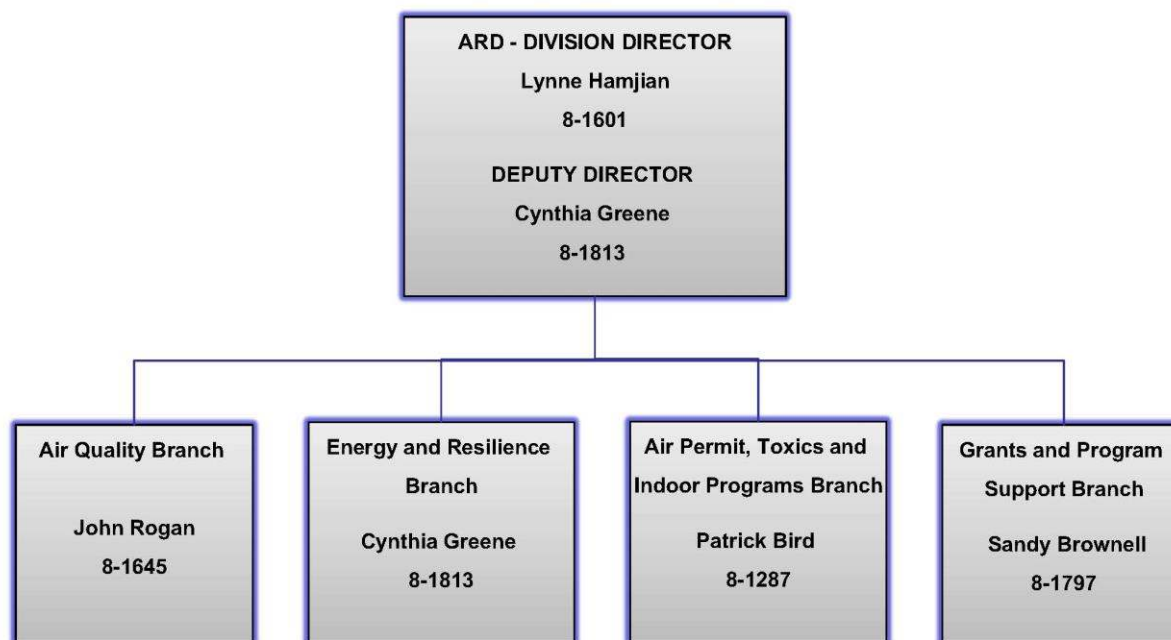 ARD - DIVISION DIRECTOR
Lynne Hamjian
8-1601
DEPUTY DIRECTOR
Cynthia Greene
8-1813
Air Quality Branch
John Rogan
8-1645
Energy and Resilience
Branch
Cynthia Greene
8-1813
Air Permit, Toxics and
Indoor Programs Branch
Patrick Bird
8-1287
Grants and Program
Support Branch
Sandy Brownell
8-1797